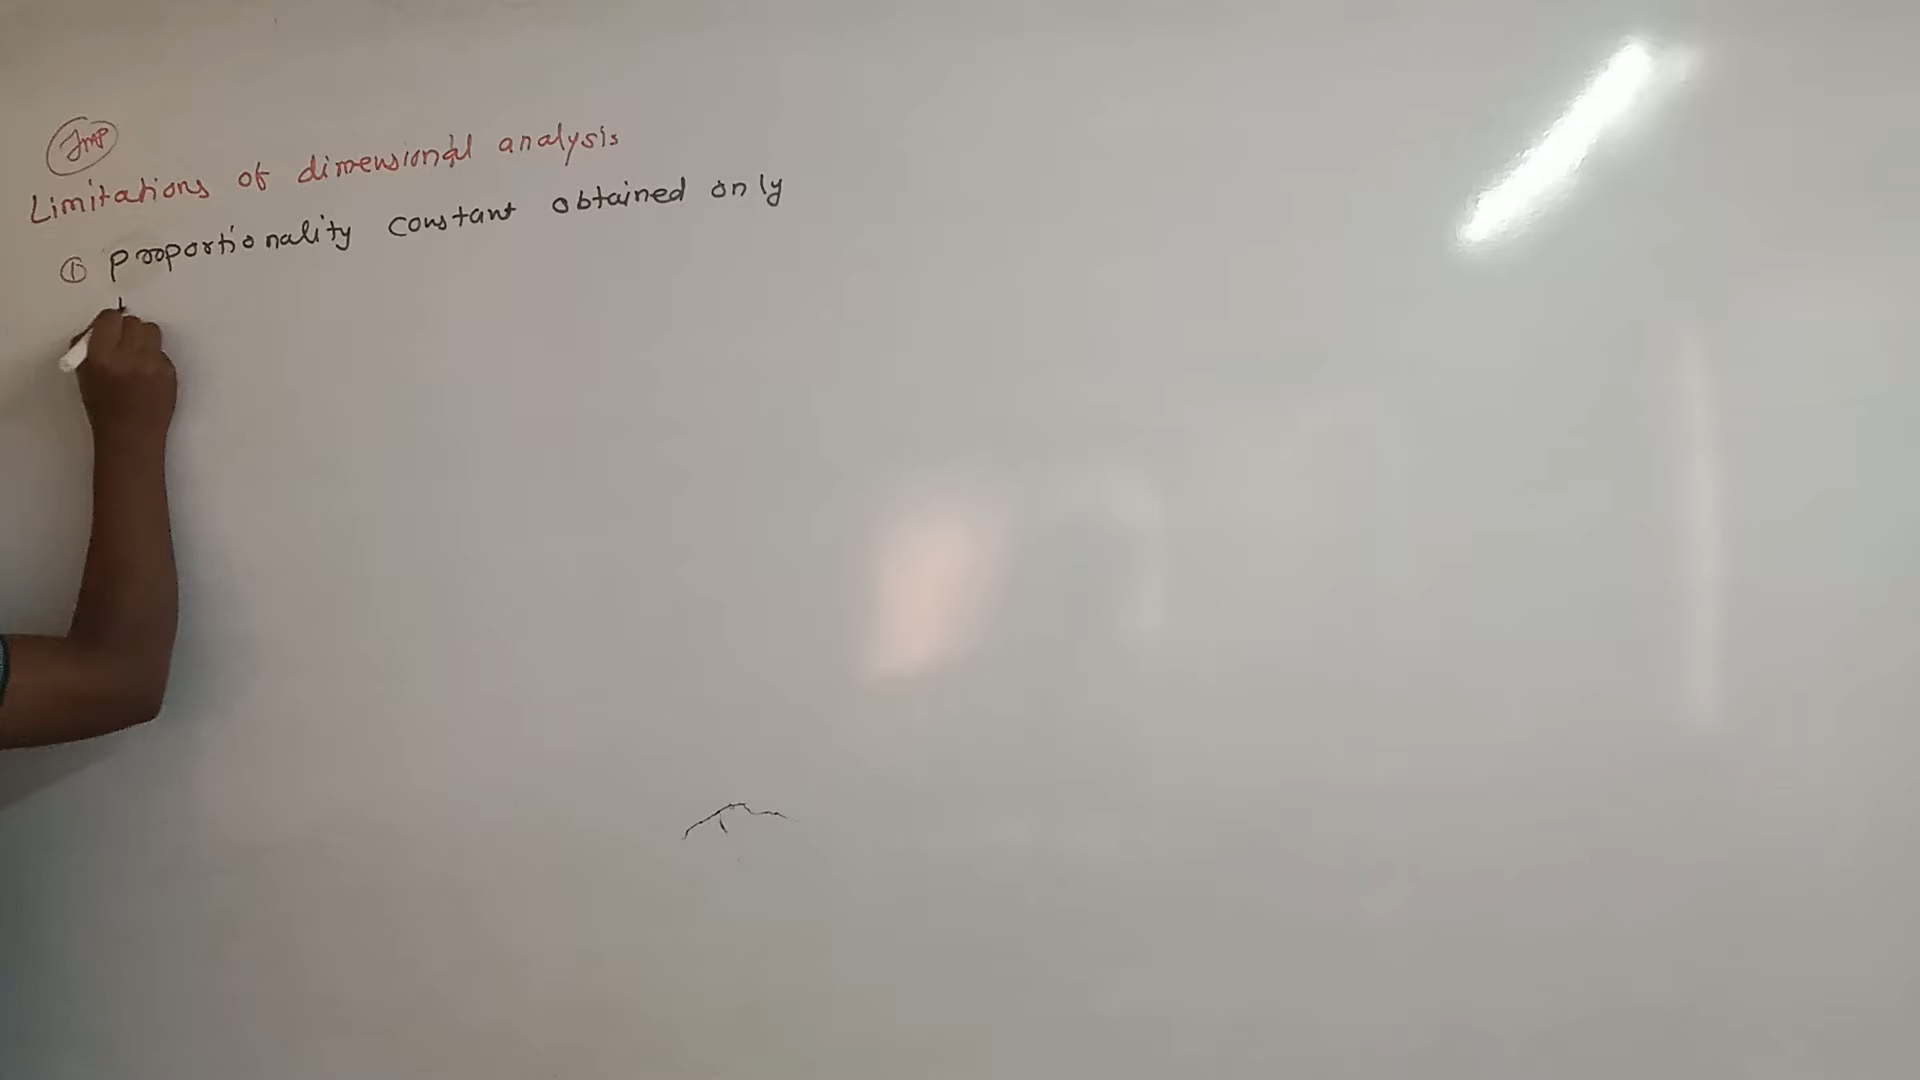 Imp
Limitations of dimensional analysis
① Proportionality constant obtained only